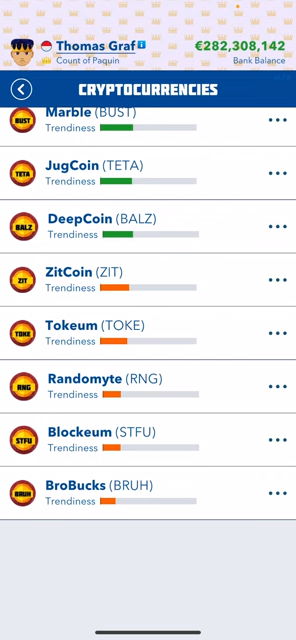 Thomas Graf
€282,308,142
Count of Paquin
Bank Balance
CRYPTOCURRENCIES
BUST
Marble (BUST)
Trendiness
TETA
JugCoin (TETA)
Trendiness
BALZ
DeepCoin (BALZ)
Trendiness
ZIT
ZitCoin (ZIT)
Trendiness
TOKE
Tokeum (TOKE)
Trendiness
RNG
Randomyte (RNG)
Trendiness
STFU
Blockeum (STFU)
Trendiness
BRUH
BroBucks (BRUH)
Trendiness